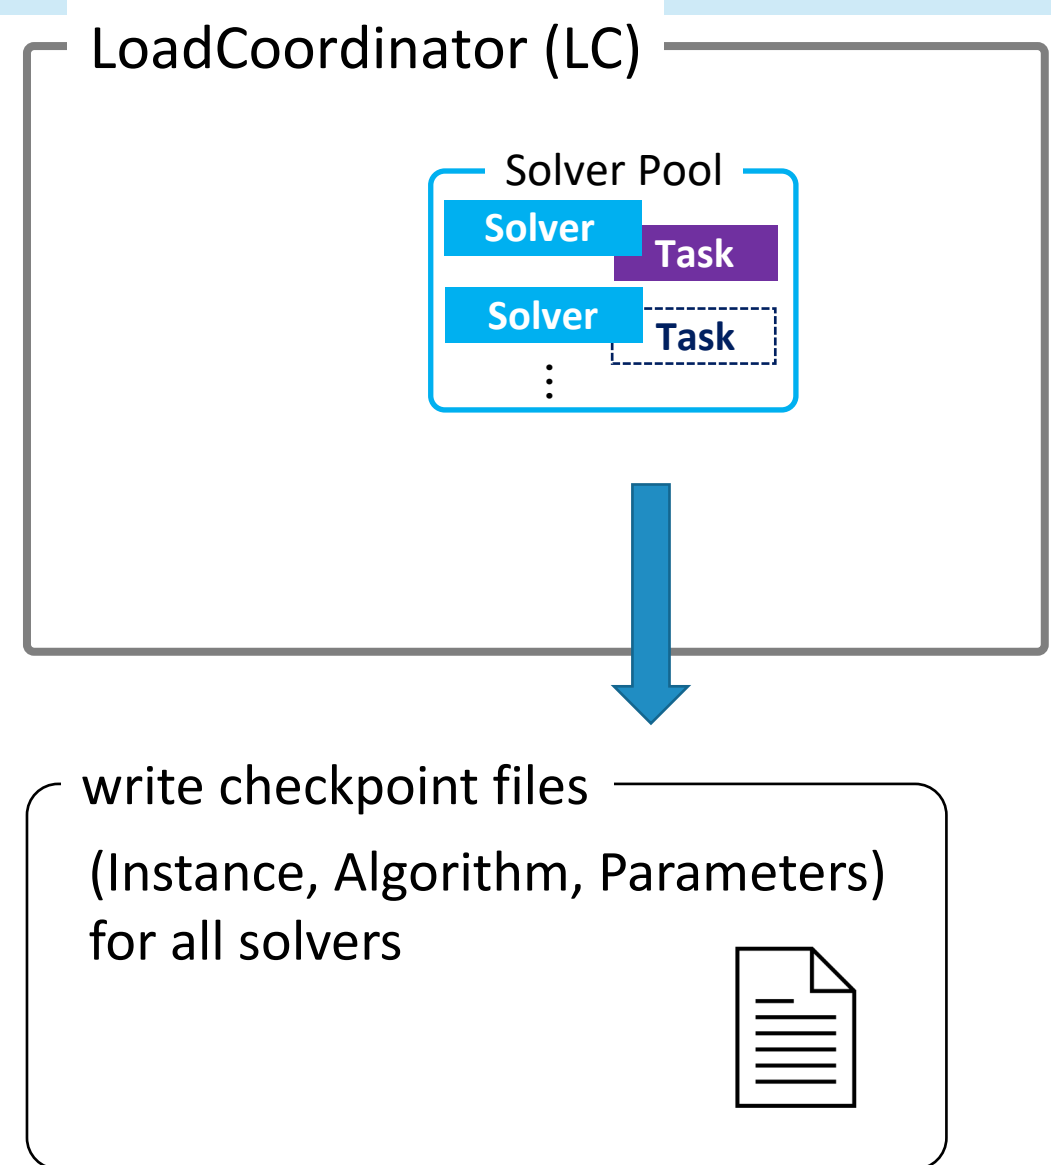 LoadCoordinator (LC)
Solver Pool
Solver
Task
Solver
Task
⋮
write checkpoint files
(Instance, Algorithm, Parameters)
for all solvers